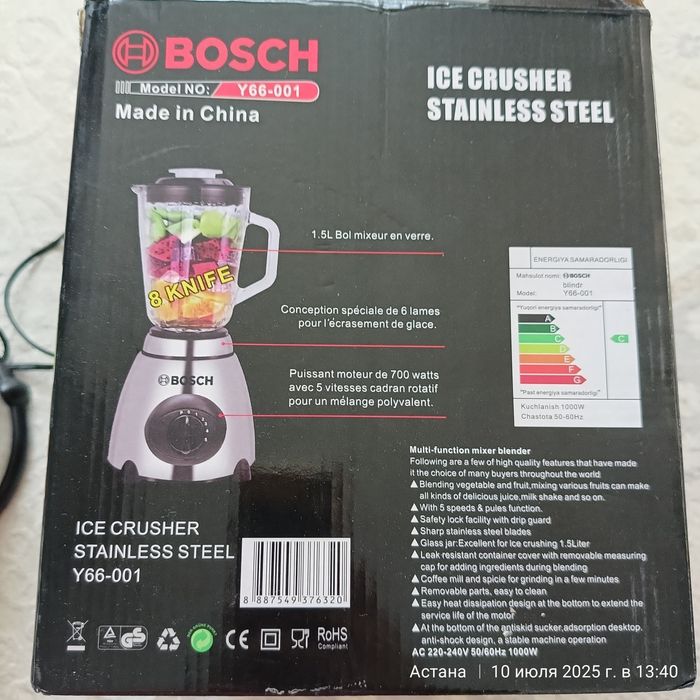 BOSCH
Model NO: Y66-001
Made in China
ICE CRUSHER
STAINLESS STEEL
1.5L Bol mixeur en verre.
8 KNIFE
Conception spéciale de 6 lames
pour l'écrasement de glace.
BOSCH
Puissant moteur de 700 watts
avec 5 vitesses cadran rotatif
pour un mélange polyvalent.
ENERGIYA SAMARADORLIGI
Mahsulot nomi: BOSCH
blindr
Model: Y66-001
"Yuqori energiya samaradorligi"
A
B
C
D
E
F
G
C
"Past energiya samaradorligi"
Kuchlanish 1000W
Chastota 50-60Hz
Multi-function mixer blender
Following are a few of high quality features that have made
it the choice of many buyers throughout the world
▲Blending vegetable and fruit,mixing various fruits can make
all kinds of delicious juice,milk shake and so on.
▲With 5 speeds & pules function.
▲Safety lock facility with drip guard
▲Sharp stainless steel blades
▲Glass jar:Excellent for Ice crushing 1.5Liter
▲Leak resistant container cover with removable measuring
cap for adding ingredients during blending
▲Coffee mill and spicie for grinding in a few minutes
▲Removable parts, easy to clean
▲Easy heat dissipation design at the bottom to extend the
service life of the motor
▲At the bottom of the antiskid sucker,adsorption desktop.
anti-shock design, a stable machine operation
AC 220-240V 50/60Hz 1000W
ICE CRUSHER
STAINLESS STEEL
Y66-001
8 887549 376320
GS
CE
RoHS
Compliant
Астана | 10 июля 2025 г. в 13:40